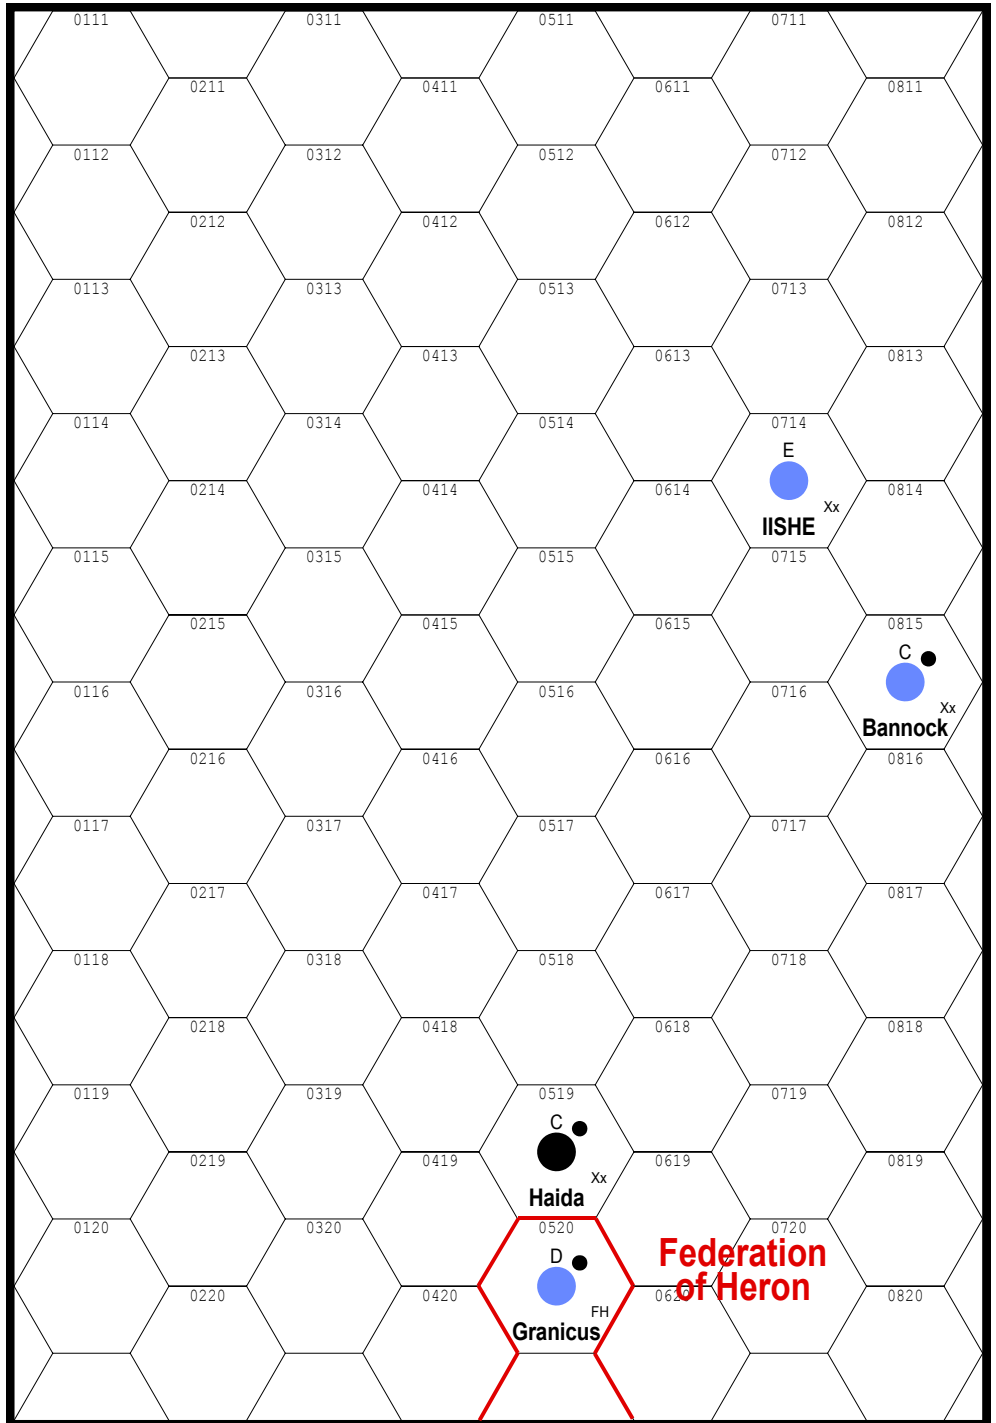 0111 0311 0511 0711
0211 0411 0611 0811
0112 0312 0512 0712
0212 0412 0612 0812
0113 0313 0513 0713
0213 0413 0613 0813
0114 0314 0514 0714
E
0214 0414 0614 0814
Xx
IISHE
0115 0315 0515 0715
0215 0415 0615 0815
C
0116 0316 0516 0716
Xx
Bannock
0216 0416 0616 0816
0117 0317 0517 0717
0217 0417 0617 0817
0118 0318 0518 0718
0218 0418 0618 0818
0119 0319 0519 0719
C
0219 0419 0619 0819
Xx
Haida
0120 0320 0520 0720
Federation
D
of Heron
0220 0420 0620 0820
FH
Granicus